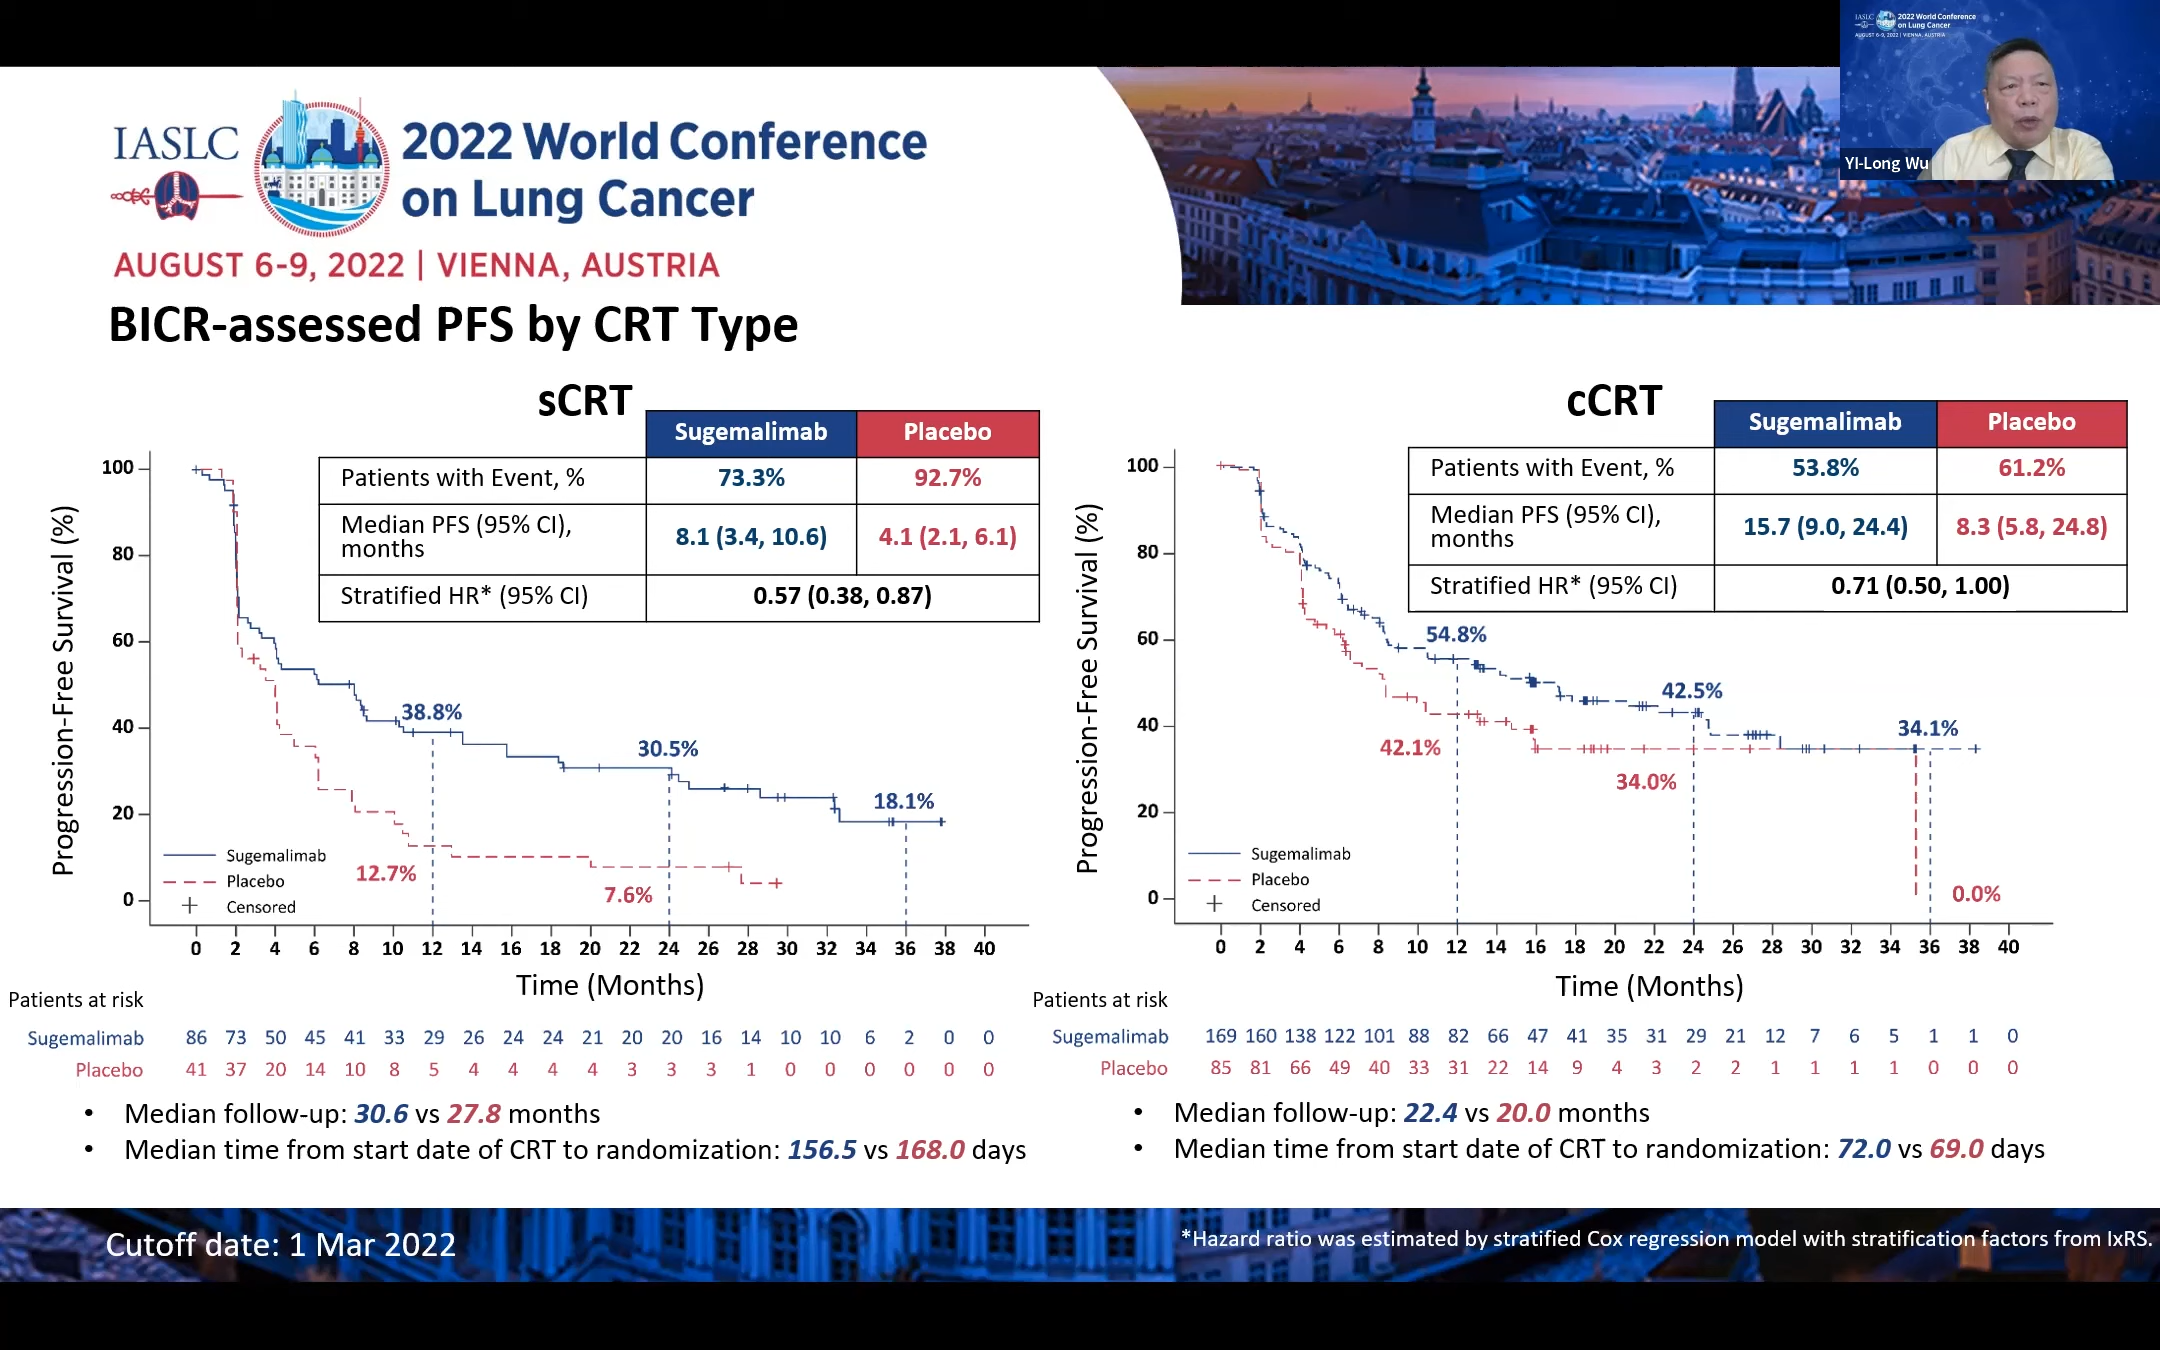 IASLC
2022 World Conference
on Lung Cancer
AUGUST 6-9, 2022 | VIENNA, AUSTRIA
IASLC
2022 World Conference
on Lung Cancer
AUGUST 6-9, 2022 | VIENNA, AUSTRIA
YI-Long Wu
BICR-assessed PFS by CRT Type
sCRT
Sugemalimab Placebo
Patients with Event, % 73.3% 92.7%
Median PFS (95% CI), months 8.1 (3.4, 10.6) 4.1 (2.1, 6.1)
Stratified HR* (95% CI) 0.57 (0.38, 0.87)
Progression-Free Survival (%)
100
80
60
40
20
0
38.8%
30.5%
18.1%
12.7%
7.6%
Sugemalimab
Placebo
Censored
0 2 4 6 8 10 12 14 16 18 20 22 24 26 28 30 32 34 36 38 40
Time (Months)
Patients at risk
Sugemalimab 86 73 50 45 41 33 29 26 24 24 21 20 20 16 14 10 10 6 2 0 0
Placebo 41 37 20 14 10 8 5 4 4 4 4 3 3 3 1 0 0 0 0 0 0
• Median follow-up: 30.6 vs 27.8 months
• Median time from start date of CRT to randomization: 156.5 vs 168.0 days
cCRT
Sugemalimab Placebo
Patients with Event, % 53.8% 61.2%
Median PFS (95% CI), months 15.7 (9.0, 24.4) 8.3 (5.8, 24.8)
Stratified HR* (95% CI) 0.71 (0.50, 1.00)
Progression-Free Survival (%)
100
80
60
40
20
0
54.8%
42.5%
34.1%
42.1%
34.0%
0.0%
Sugemalimab
Placebo
Censored
0 2 4 6 8 10 12 14 16 18 20 22 24 26 28 30 32 34 36 38 40
Time (Months)
Patients at risk
Sugemalimab 169 160 138 122 101 88 82 66 47 41 35 31 29 21 12 7 6 5 1 1 0
Placebo 85 81 66 49 40 33 31 22 14 9 4 3 2 2 1 1 1 1 0 0 0
• Median follow-up: 22.4 vs 20.0 months
• Median time from start date of CRT to randomization: 72.0 vs 69.0 days
Cutoff date: 1 Mar 2022
*Hazard ratio was estimated by stratified Cox regression model with stratification factors from IxRS.